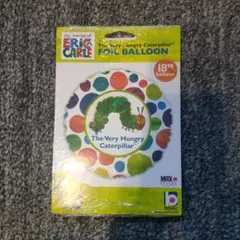 the world of
ERIC
CARLE
The Very Hungry Caterpillar
FOIL BALLOON
18"
The Very Hungry
Caterpillar